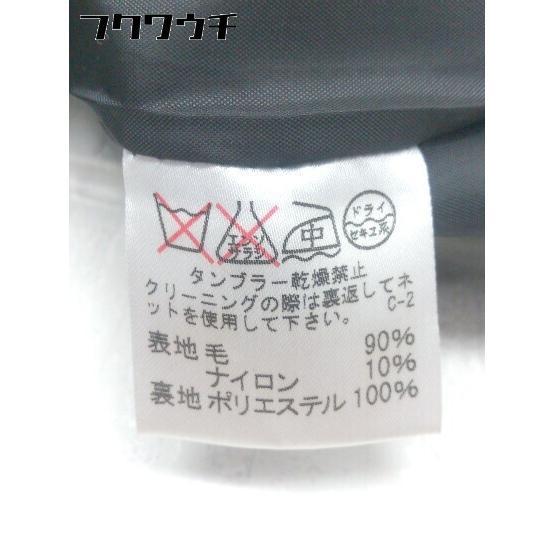 フクワウチ
エンソ
サラシ
中
ドライ
セキユ系
タンブラー乾燥禁止
クリーニングの際は裏返してネ
ットを使用して下さい。 C-2
表地 毛 90%
ナイロン 10%
裏地 ポリエステル 100%